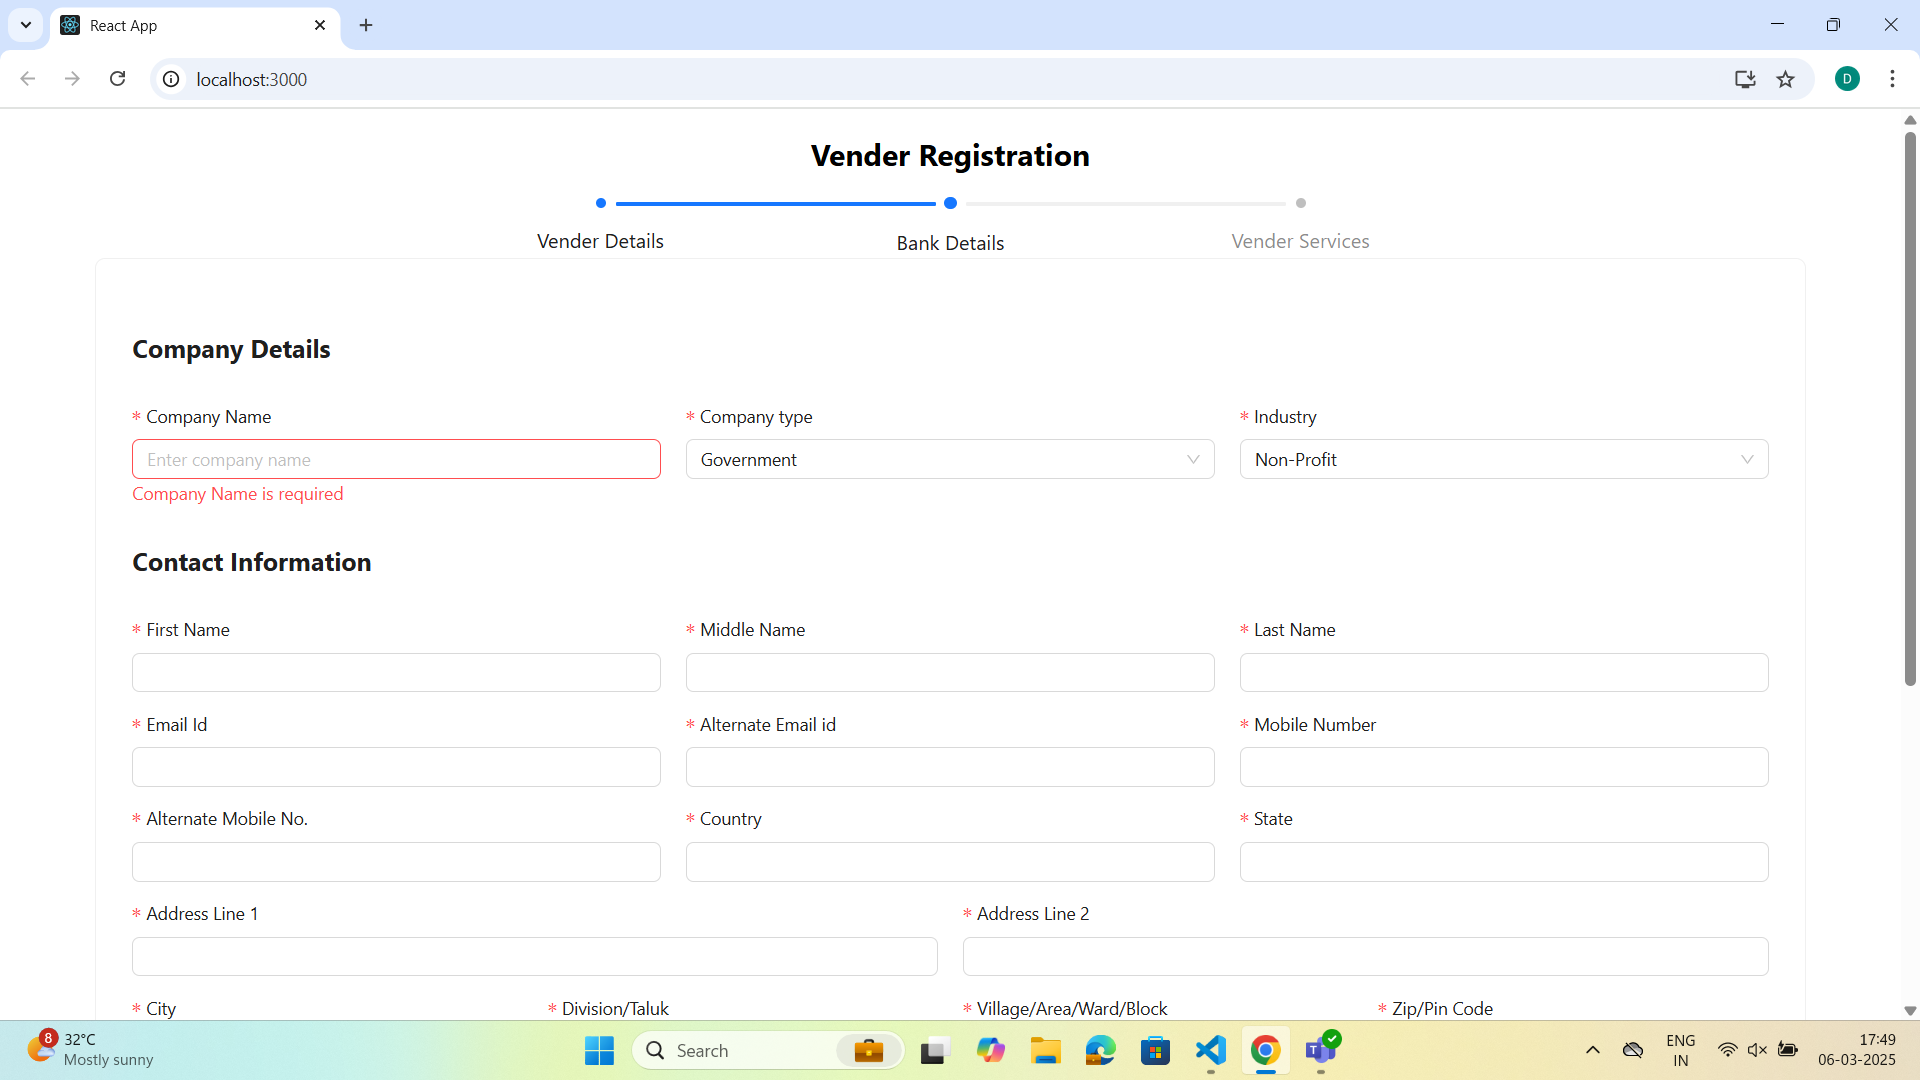 React App
localhost:3000
D
Vender Registration
Vender Details
Bank Details
Vender Services
Company Details
* Company Name
* Company type
* Industry
Enter company name
Government
Non-Profit
Company Name is required
Contact Information
* First Name
* Middle Name
* Last Name
* Email Id
* Alternate Email id
* Mobile Number
* Alternate Mobile No.
* Country
* State
* Address Line 1
* Address Line 2
* City
* Division/Taluk
* Village/Area/Ward/Block
* Zip/Pin Code
8
32°C
Mostly sunny
Search
ENG
IN
17:49
06-03-2025